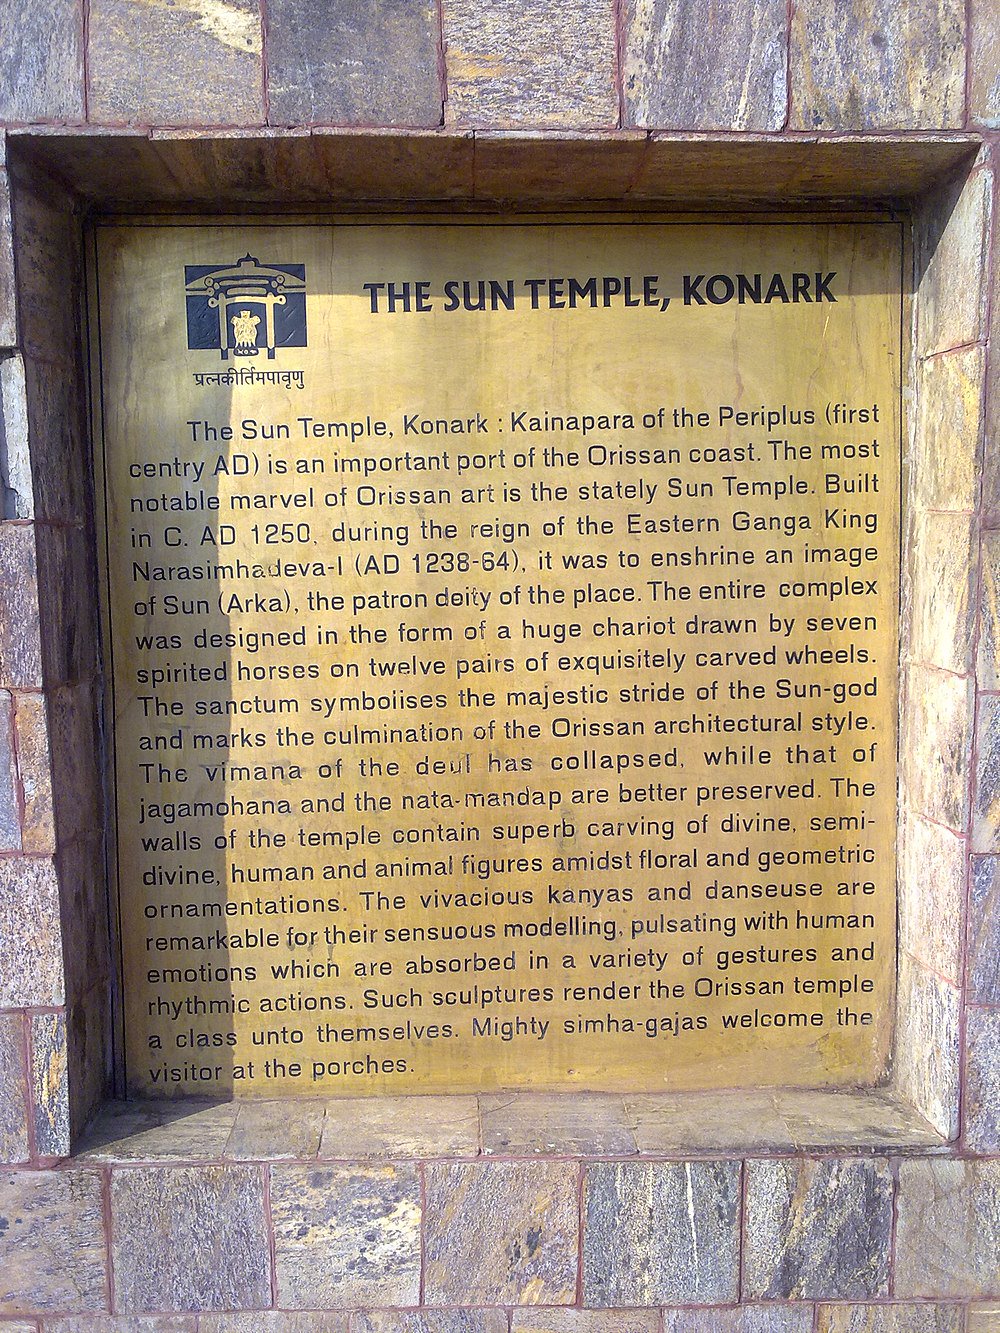 THE SUN TEMPLE, KONARK
प्रत्नकीर्तिमपावृणु
The Sun Temple, Konark : Kainapara of the Periplus (first
centry AD) is an important port of the Orissan coast. The most
notable marvel of Orissan art is the stately Sun Temple. Built
in C. AD 1250, during the reign of the Eastern Ganga King
Narasimhadeva-I (AD 1238-64), it was to enshrine an image
of Sun (Arka), the patron deity of the place. The entire complex
was designed in the form of a huge chariot drawn by seven
spirited horses on twelve pairs of exquisitely carved wheels.
The sanctum symbolises the majestic stride of the Sun-god
and marks the culmination of the Orissan architectural style.
The vimana of the deul has collapsed, while that of
jagamohana and the nata-mandap are better preserved. The
walls of the temple contain superb carving of divine, semi-
divine, human and animal figures amidst floral and geometric
ornamentations. The vivacious kanyas and danseuse are
remarkable for their sensuous modelling, pulsating with human
emotions which are absorbed in a variety of gestures and
rhythmic actions. Such sculptures render the Orissan temple
a class unto themselves. Mighty simha-gajas welcome the
visitor at the porches.